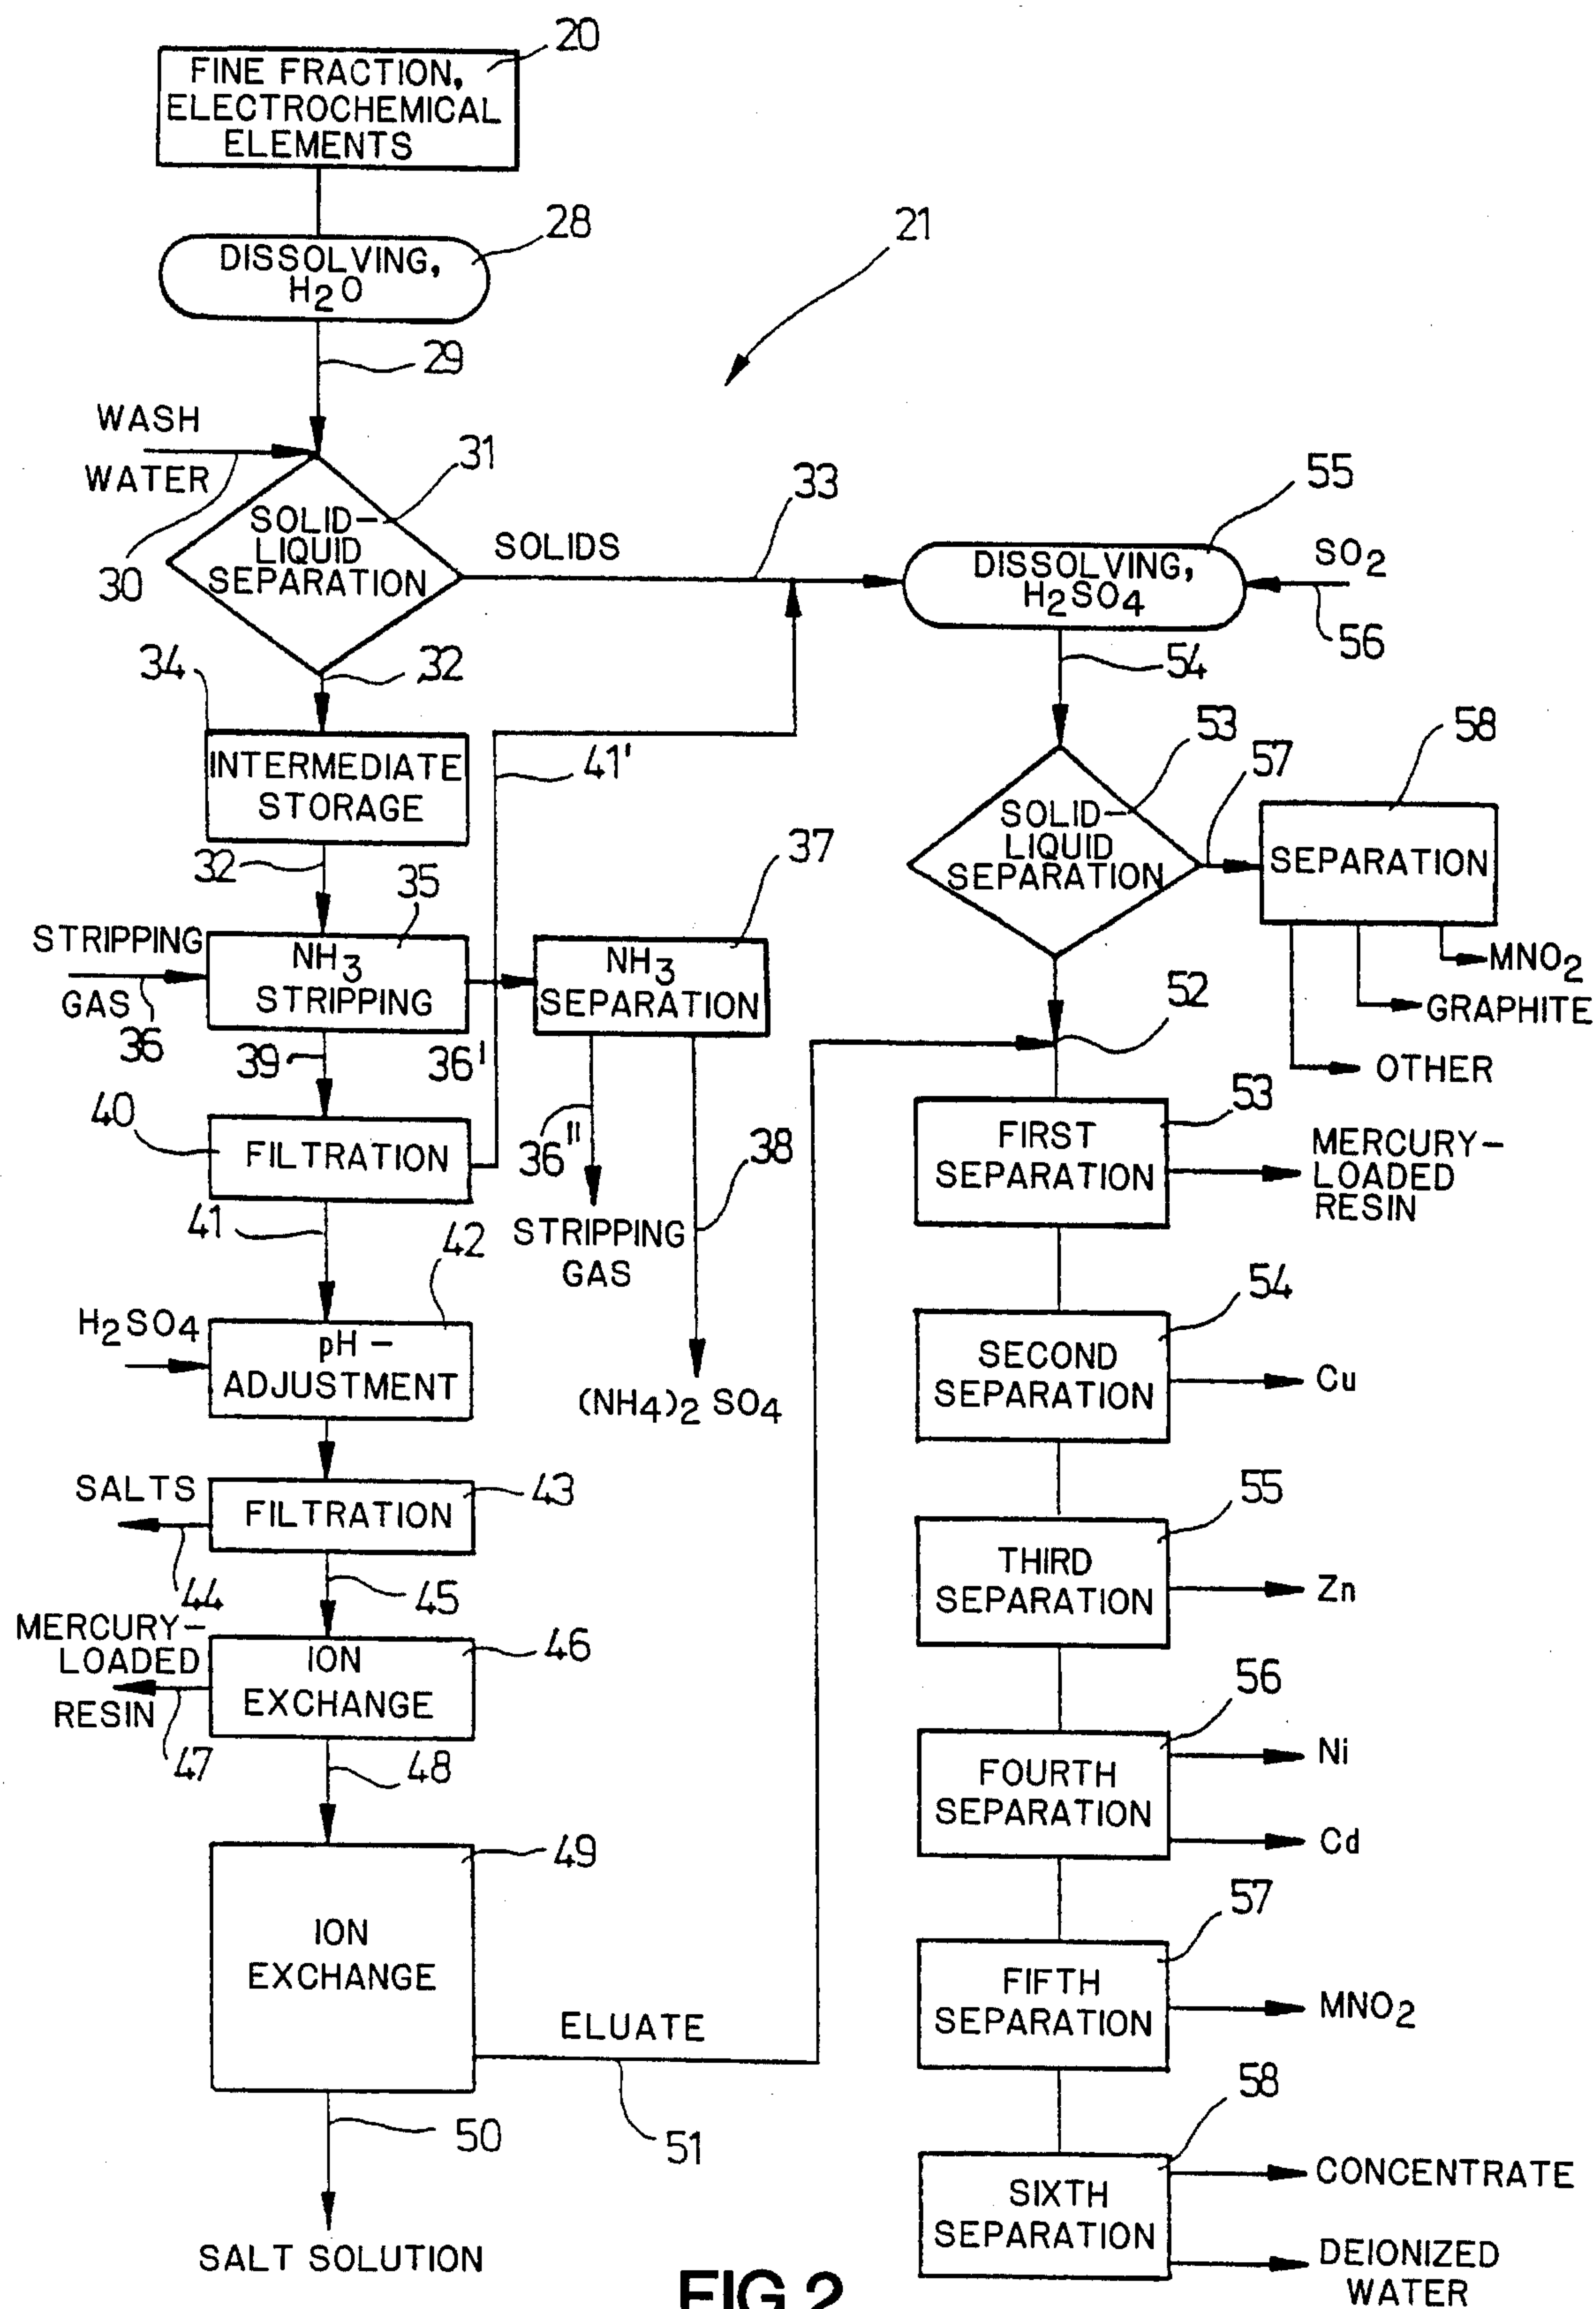 20
FINE FRACTION,
ELECTROCHEMICAL
ELEMENTS
28
DISSOLVING,
H2O
21
29
WASH
WATER
30
31
SOLID-
LIQUID
SEPARATION
SOLIDS
33
55
DISSOLVING,
H2SO4
SO2
56
34
32
INTERMEDIATE
STORAGE
41'
54
53
57
58
SOLID-
LIQUID
SEPARATION
SEPARATION
MNO2
GRAPHITE
OTHER
32
35
37
STRIPPING
GAS
36
NH3
STRIPPING
NH3
SEPARATION
39
36'
36"
STRIPPING
GAS
38
(NH4)2 SO4
52
40
FILTRATION
41
42
H2SO4
pH-
ADJUSTMENT
SALTS
44
FILTRATION
43
45
MERCURY-
LOADED
RESIN
47
ION
EXCHANGE
46
48
49
ION
EXCHANGE
ELUATE
51
50
SALT SOLUTION
53
FIRST
SEPARATION
MERCURY-
LOADED
RESIN
54
SECOND
SEPARATION
Cu
55
THIRD
SEPARATION
Zn
56
FOURTH
SEPARATION
Ni
Cd
57
FIFTH
SEPARATION
MNO2
58
SIXTH
SEPARATION
CONCENTRATE
DEIONIZED
WATER
FIG.2